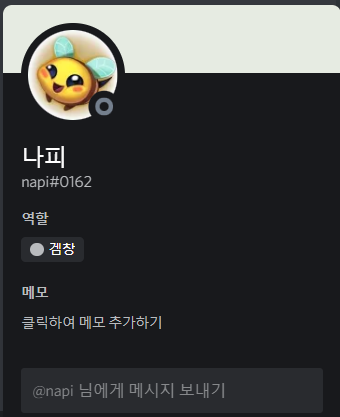 나피
napi#0162
역할
겜창
메모
클릭하여 메모 추가하기
@napi 님에게 메시지 보내기